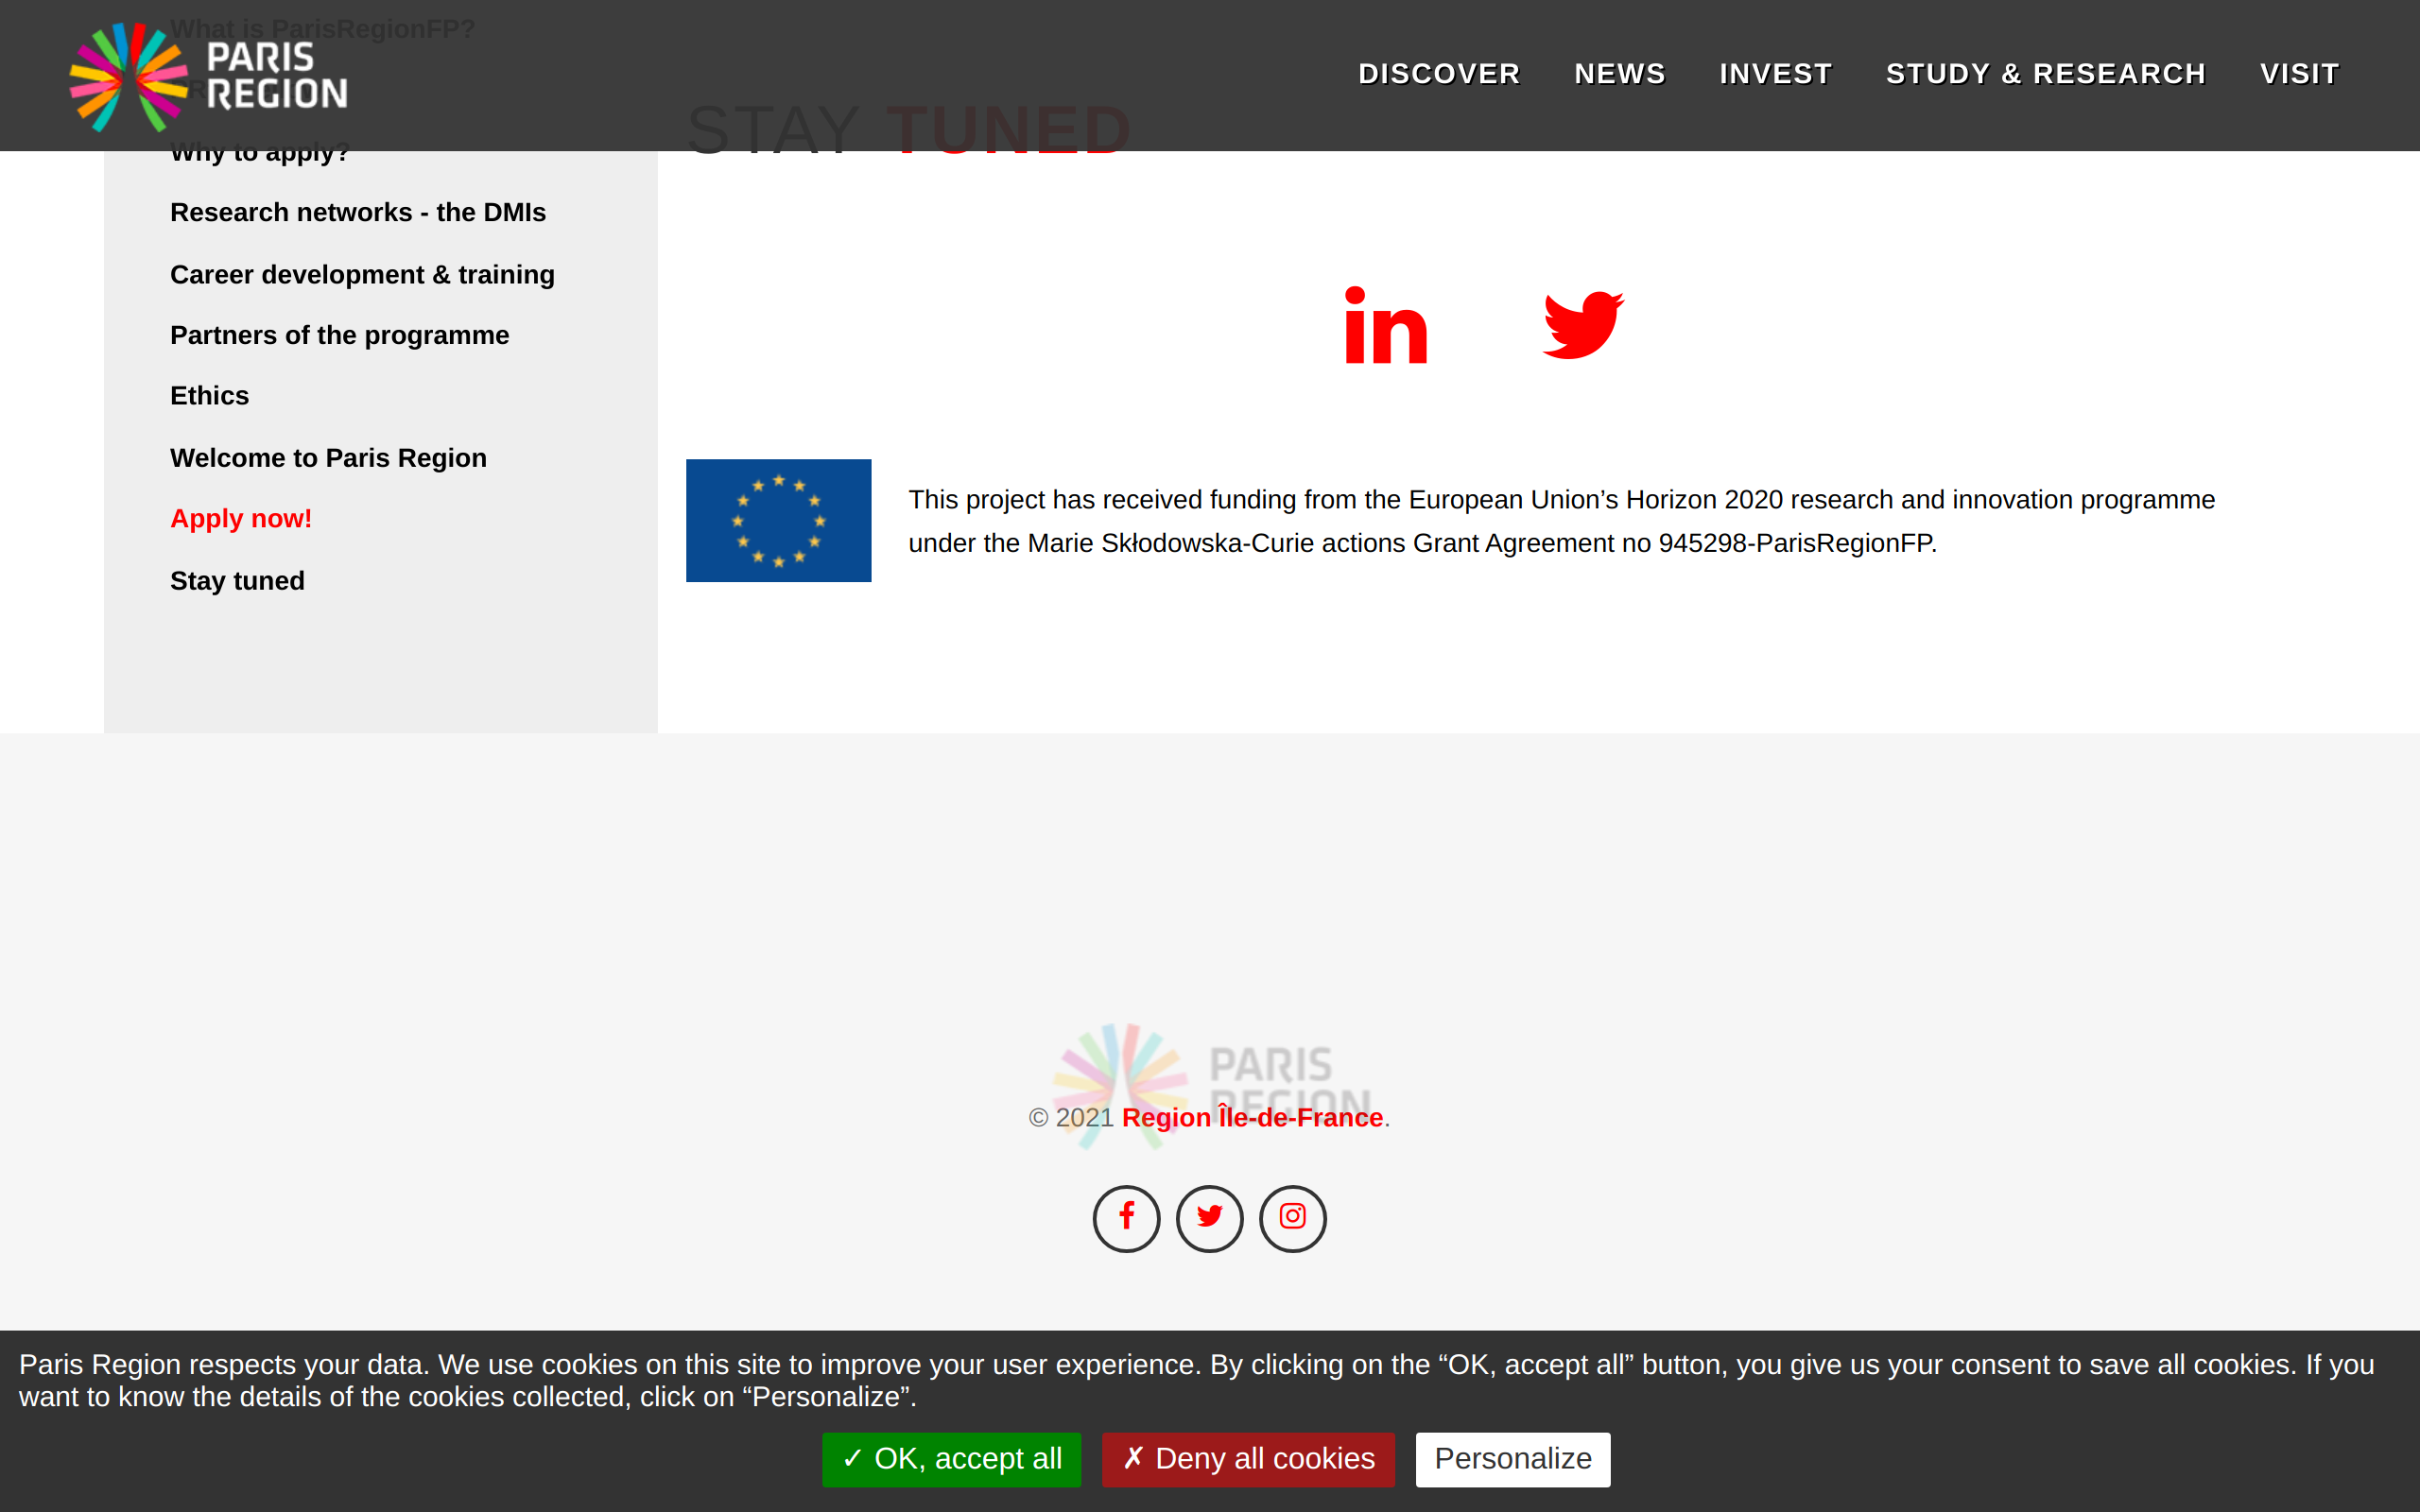 What is ParisRegionFP?
PARIS
REGION
DISCOVER NEWS INVEST STUDY & RESEARCH VISIT
STAY TUNED
Why to apply?
Research networks - the DMIs
Career development & training
Partners of the programme
Ethics
Welcome to Paris Region
Apply now!
Stay tuned
in
This project has received funding from the European Union’s Horizon 2020 research and innovation programme
under the Marie Skłodowska-Curie actions Grant Agreement no 945298-ParisRegionFP.
PARIS
REGION
© 2021 Region Île-de-France.
Paris Region respects your data. We use cookies on this site to improve your user experience. By clicking on the “OK, accept all” button, you give us your consent to save all cookies. If you
want to know the details of the cookies collected, click on “Personalize”.
✓ OK, accept all ✗ Deny all cookies Personalize